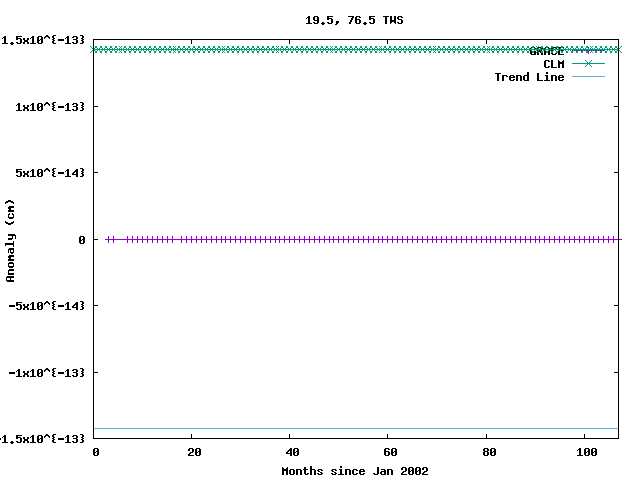 19.5, 76.5 TWS
1.5x10^{-13}
1x10^{-13}
5x10^{-14}
0
-5x10^{-14}
-1x10^{-13}
-1.5x10^{-13}
Anomaly (cm)
GRACE
CLM
Trend Line
0 20 40 60 80 100
Months since Jan 2002